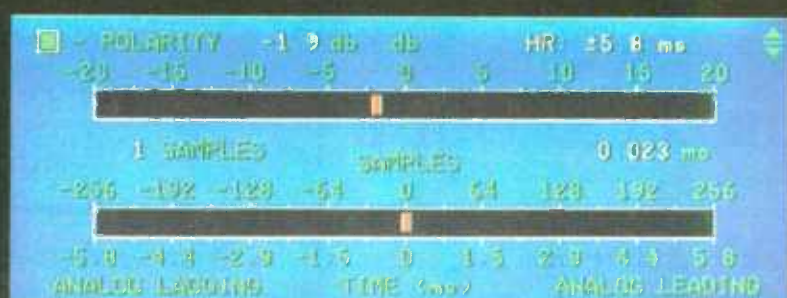 - POLARITY -1 9 db db HR: ±5 8 ms
-20 -15 -10 -5 0 5 10 15 20
1 SAMPLES SAMPLES 0 023 ms
-256 -192 -128 -64 0 64 128 192 256
-5.8 -4.4 -2.9 -1.5 0 1.5 2.9 4.4 5.8
ANALOG LAGGING TIME (ms) ANALOG LEADING